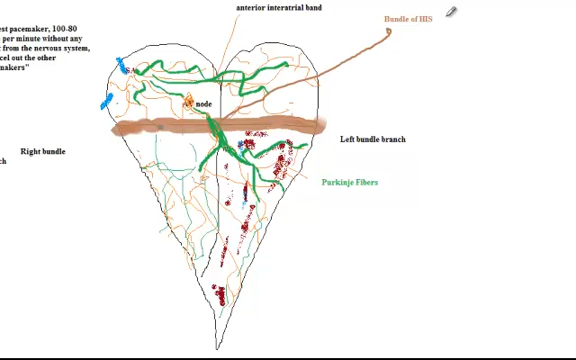 anterior interatrial band
Bundle of HIS
est pacemaker, 100-80
per minute without any
from the nervous system,
cel out the other
makers"
SA
node
Left bundle branch
Right bundle
ch
Purkinje Fibers